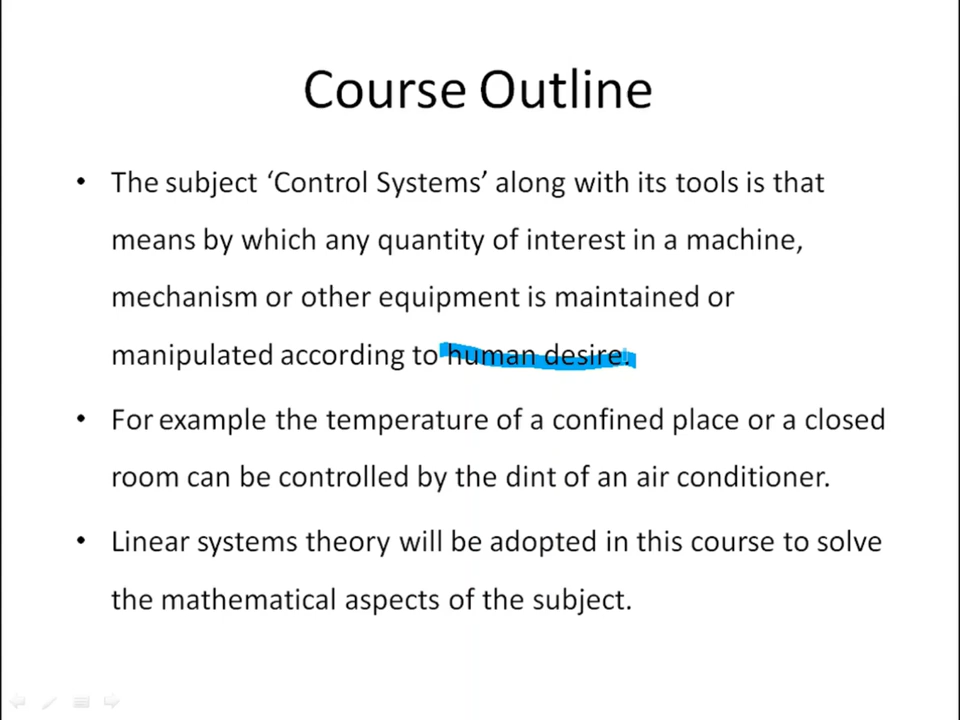 Course Outline
• The subject ‘Control Systems’ along with its tools is that
means by which any quantity of interest in a machine,
mechanism or other equipment is maintained or
manipulated according to human desire.
• For example the temperature of a confined place or a closed
room can be controlled by the dint of an air conditioner.
• Linear systems theory will be adopted in this course to solve
the mathematical aspects of the subject.